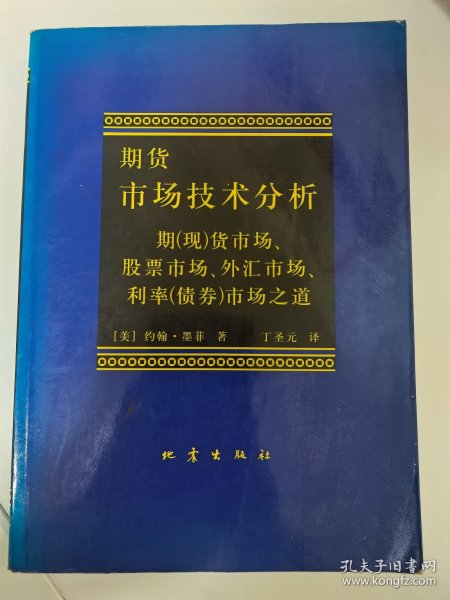 期货
市场技术分析
期(现)货市场、
股票市场、外汇市场、
利率(债券)市场之道
[美] 约翰·墨菲 著 丁圣元 译
地震出版社
孔夫子旧书网
www.kongfz.com